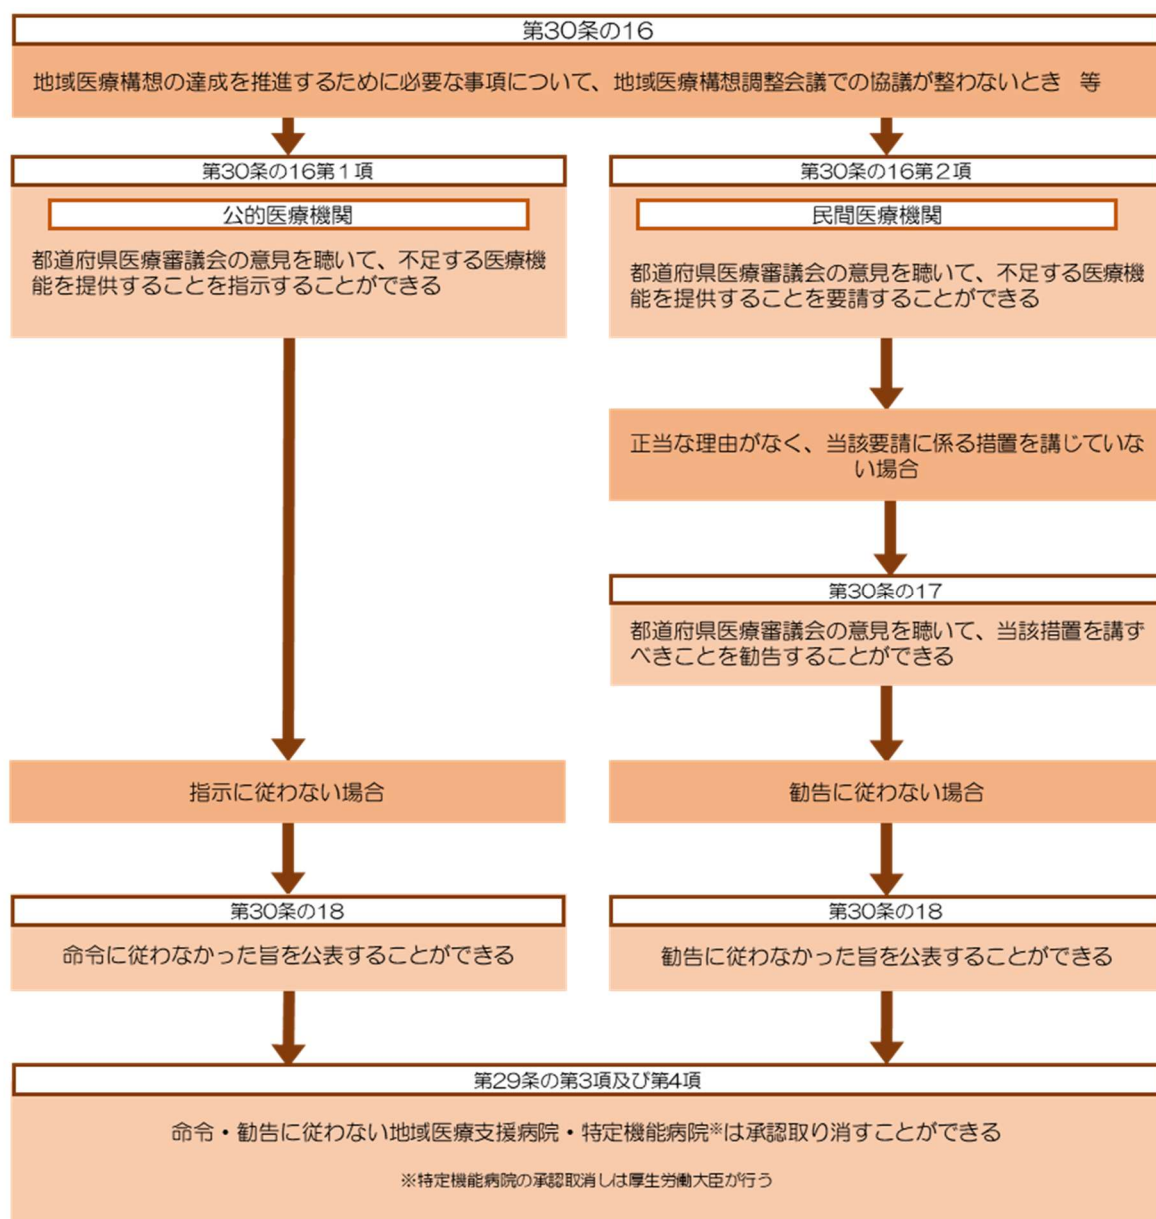 第30条の16
地域医療構想の達成を推進するために必要な事項について、地域医療構想調整会議での協議が整わないとき　等
第30条の16第１項
公的医療機関
都道府県医療審議会の意見を聴いて、不足する医療機
能を提供することを指示することができる
第30条の16第２項
民間医療機関
都道府県医療審議会の意見を聴いて、不足する医療機
能を提供することを要請することができる
正当な理由がなく、当該要請に係る措置を講じていな
い場合
第30条の17
都道府県医療審議会の意見を聴いて、当該措置を講ず
べきことを勧告することができる
指示に従わない場合
勧告に従わない場合
第30条の18
命令に従わなかった旨を公表することができる
第30条の18
勧告に従わなかった旨を公表することができる
第29条の第3項及び第4項
命令・勧告に従わない地域医療支援病院・特定機能病院※は承認取り消すことができる
※特定機能病院の承認取消しは厚生労働大臣が行う